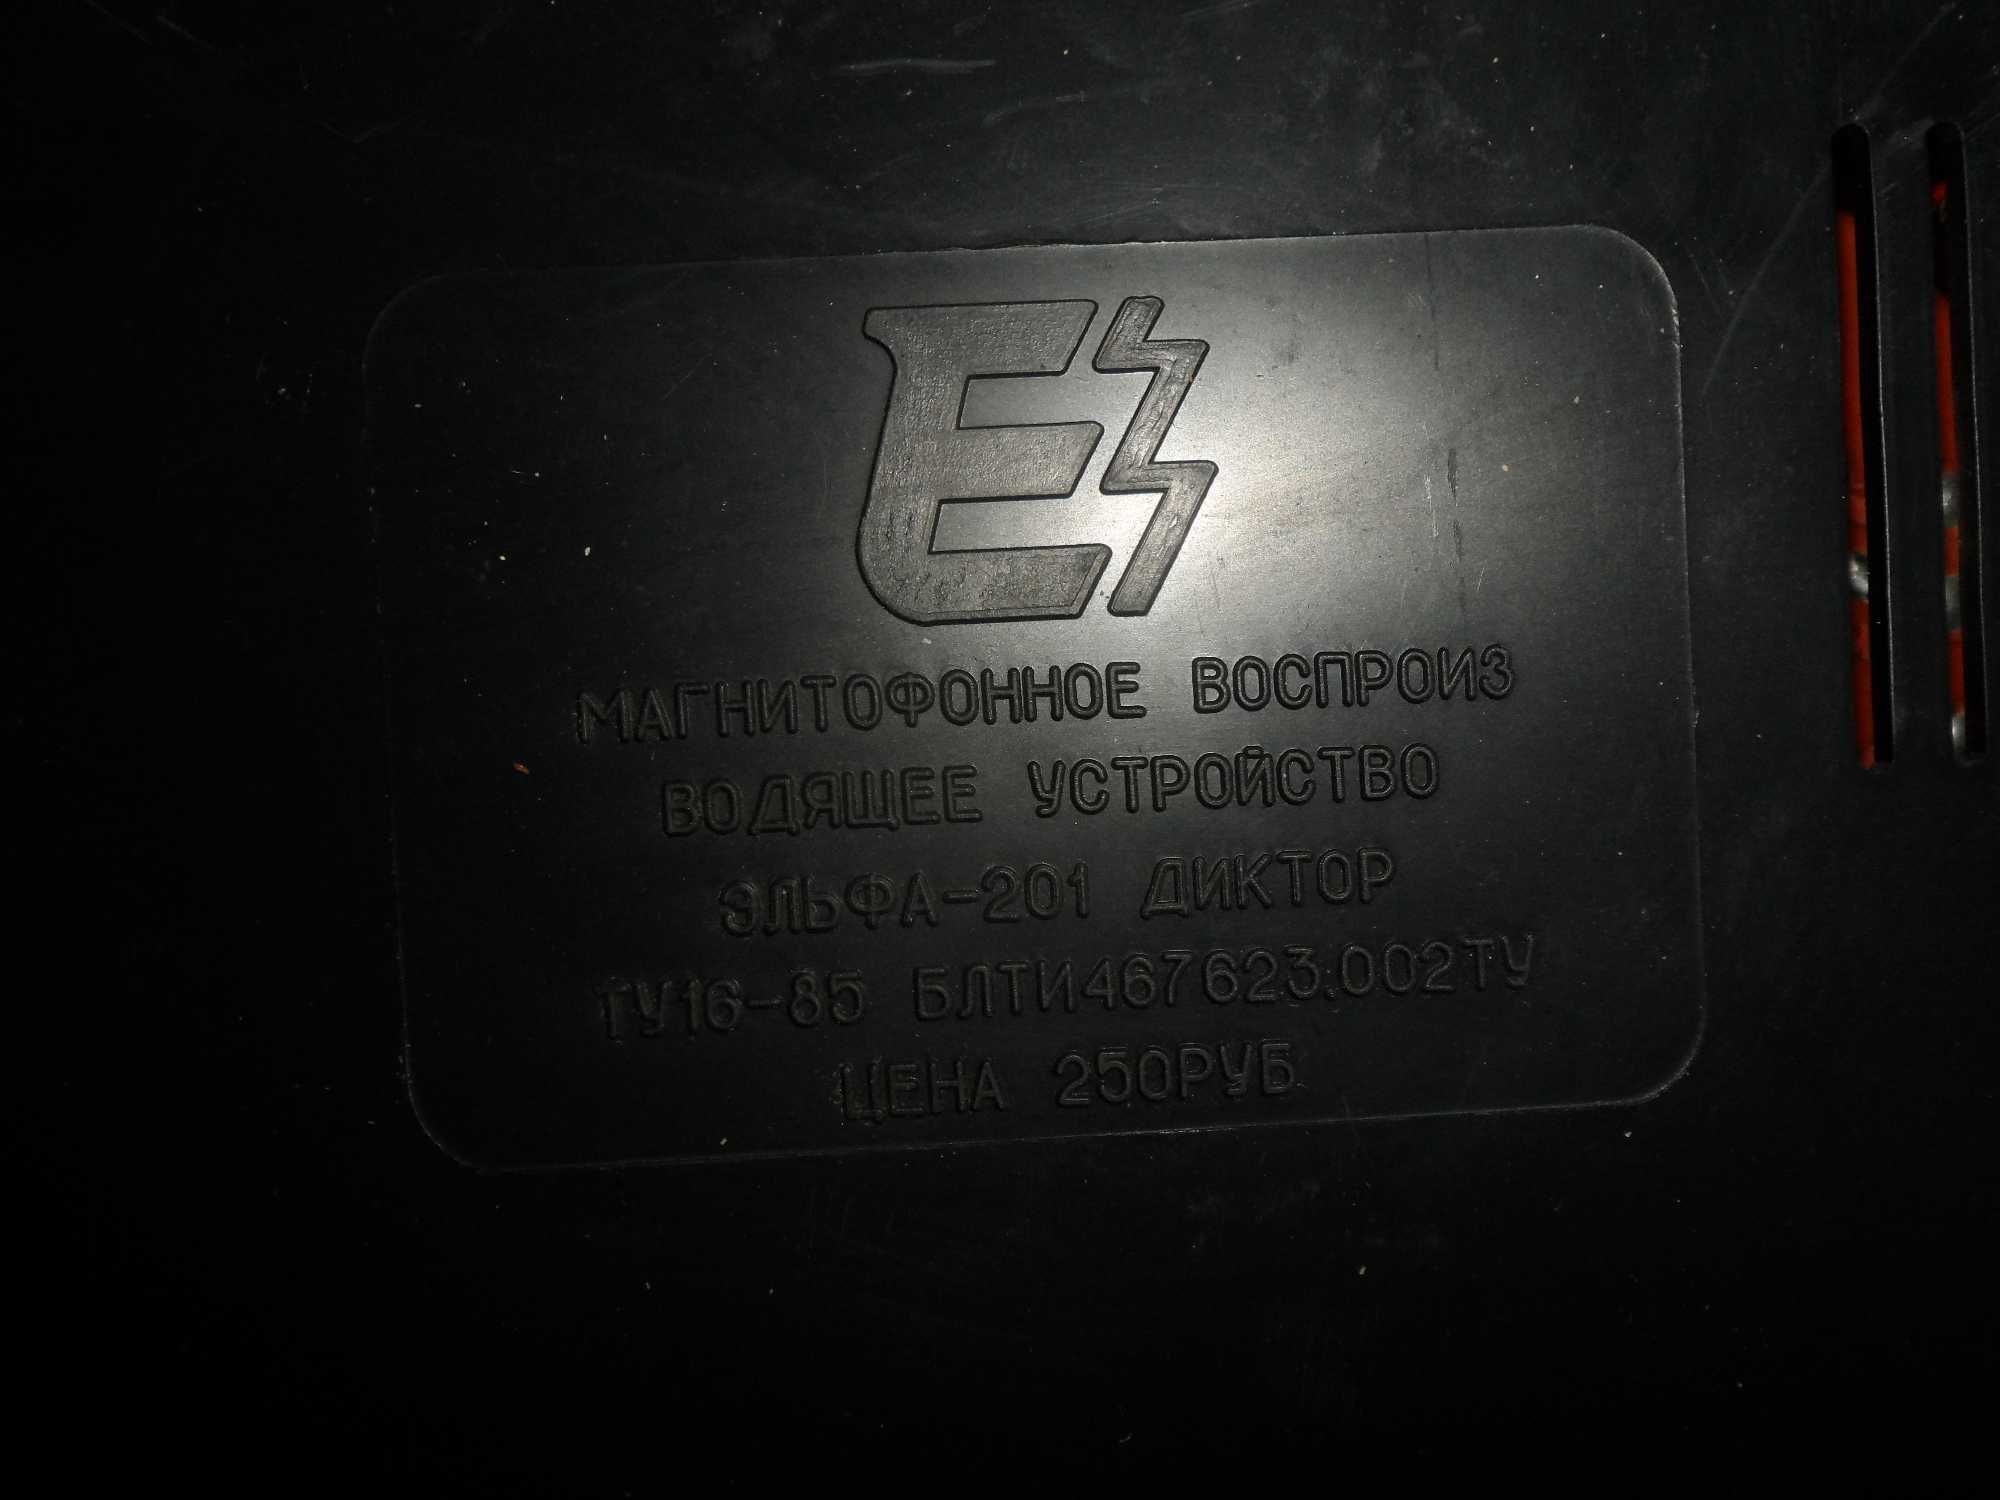 E
МАГНИТОФОННОЕ ВОСПРОИЗ
ВОДЯЩЕЕ УСТРОЙСТВО
ЭЛЬФА-201 ДИКТОР
ТУ16-85 БЛТИ467623.002ТУ
ЦЕНА 250РУБ